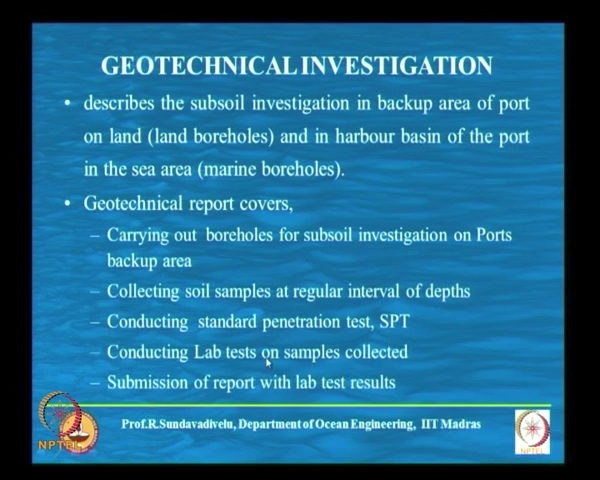 GEOTECHNICAL INVESTIGATION
• describes the subsoil investigation in backup area of port
on land (land boreholes) and in harbour basin of the port
in the sea area (marine boreholes).
• Geotechnical report covers,
– Carrying out boreholes for subsoil investigation on Ports
backup area
– Collecting soil samples at regular interval of depths
– Conducting standard penetration test, SPT
– Conducting Lab tests on samples collected
– Submission of report with lab test results
Prof.R.Sundavadivelu, Department of Ocean Engineering, IIT Madras
NPTEL
NPTEL